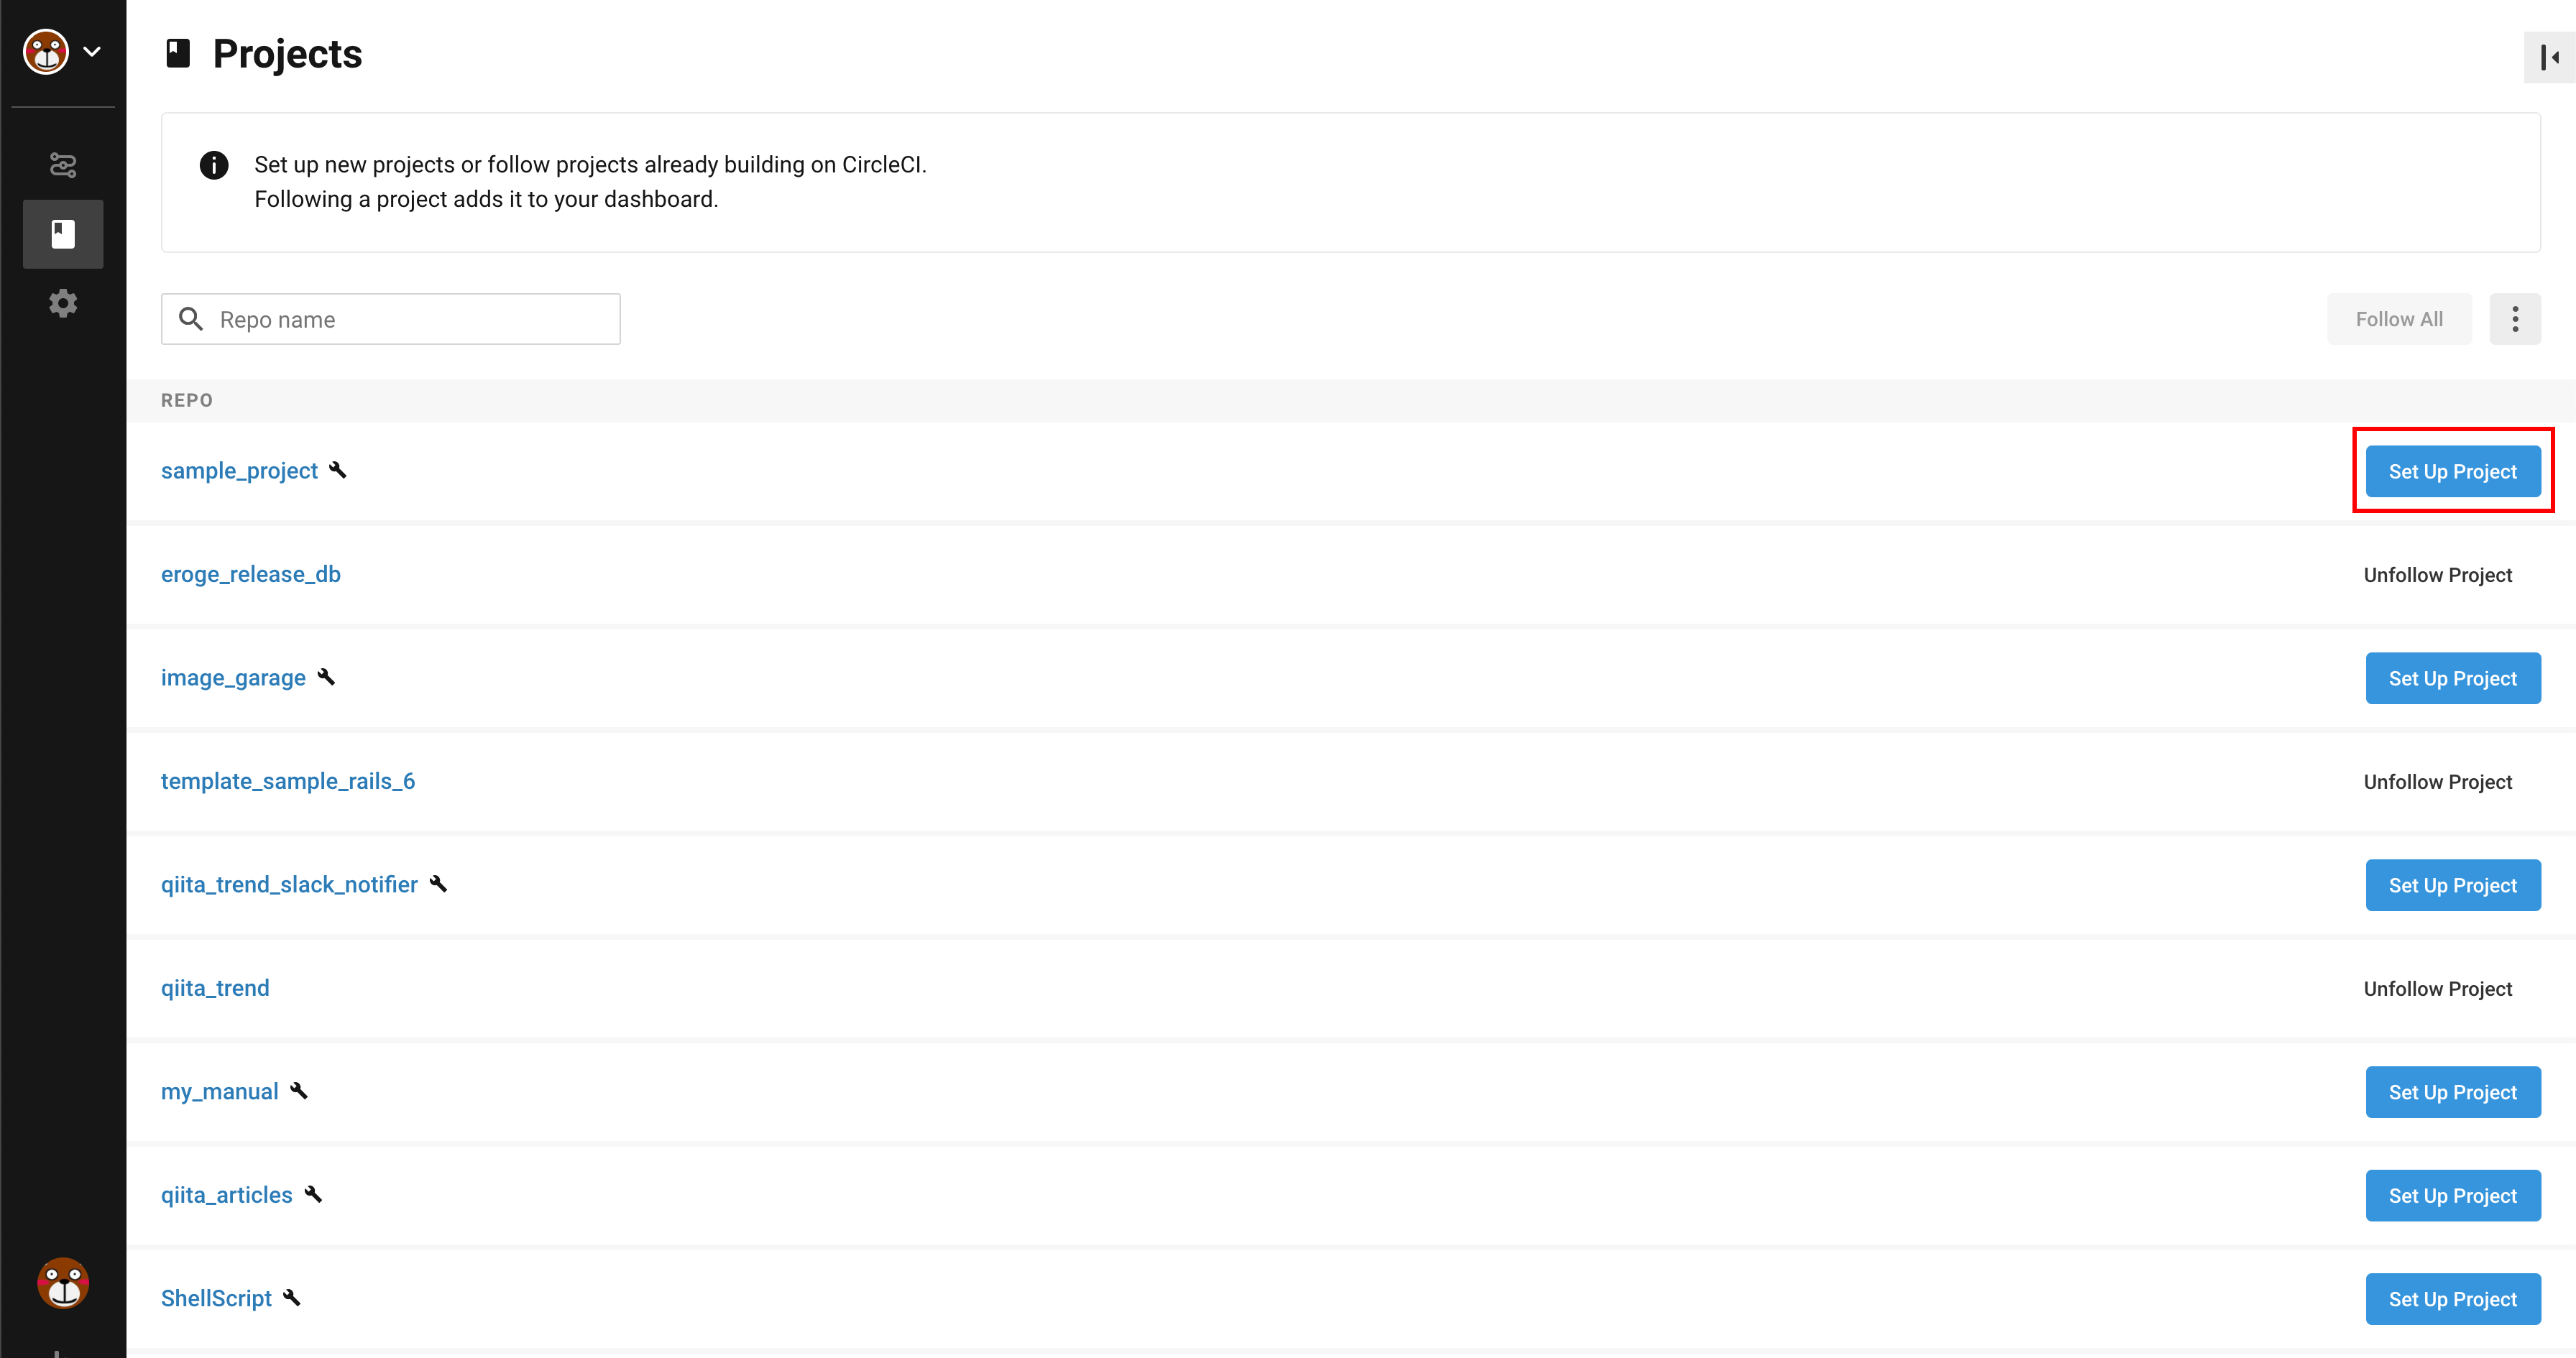 Projects
Set up new projects or follow projects already building on CircleCI.
Following a project adds it to your dashboard.
Repo name
Follow All
REPO
sample_project
Set Up Project
eroge_release_db
Unfollow Project
image_garage
Set Up Project
template_sample_rails_6
Unfollow Project
qiita_trend_slack_notifier
Set Up Project
qiita_trend
Unfollow Project
my_manual
Set Up Project
qiita_articles
Set Up Project
ShellScript
Set Up Project